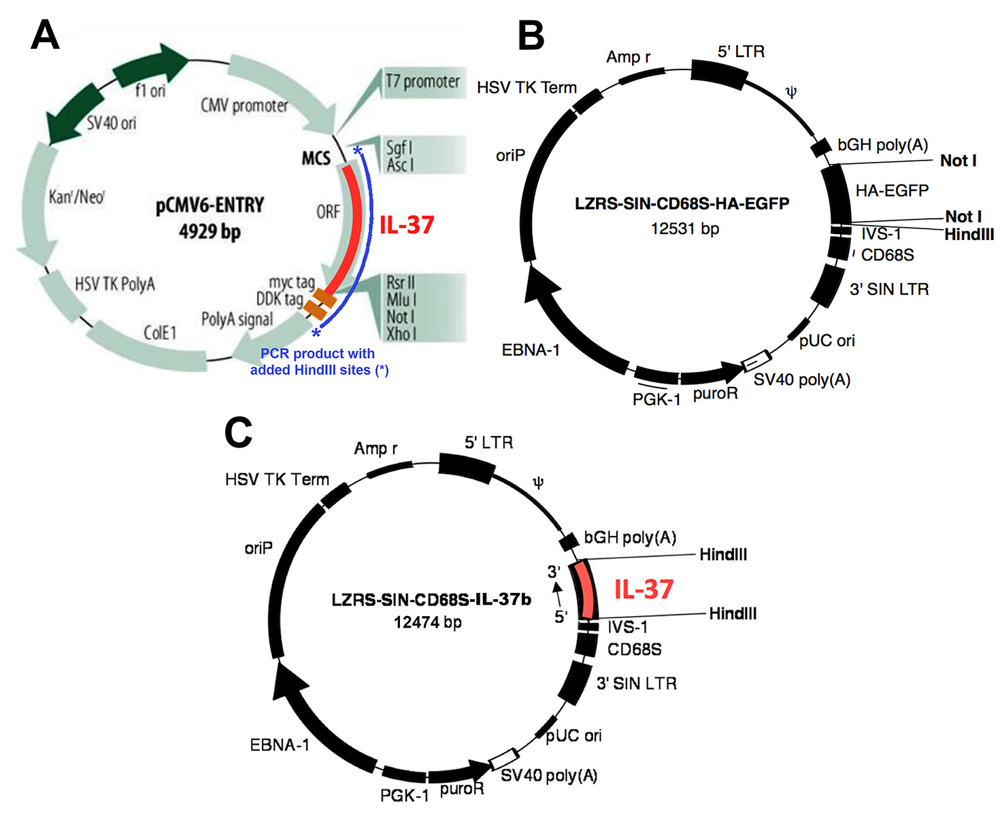 A
f1 ori
SV40 ori
CMV promoter
T7 promoter
MCS
*
Sgf I
Asc I
Kanʳ/Neoʳ
pCMV6-ENTRY
4929 bp
ORF
IL-37
HSV TK PolyA
myc tag
DDK tag
Rsr II
Mlu I
Not I
Xho I
PolyA signal
ColE1
*
PCR product with
added HindIII sites (*)
B
Amp r
5' LTR
HSV TK Term
ψ
oriP
bGH poly(A)
Not I
HA-EGFP
LZRS-SIN-CD68S-HA-EGFP
12531 bp
Not I
HindIII
IVS-1
CD68S
3' SIN LTR
pUC ori
EBNA-1
SV40 poly(A)
PGK-1
puroR
C
Amp r
5' LTR
HSV TK Term
ψ
oriP
bGH poly(A)
HindIII
3'
5'
IL-37
LZRS-SIN-CD68S-IL-37b
12474 bp
HindIII
IVS-1
CD68S
3' SIN LTR
pUC ori
EBNA-1
SV40 poly(A)
PGK-1
puroR